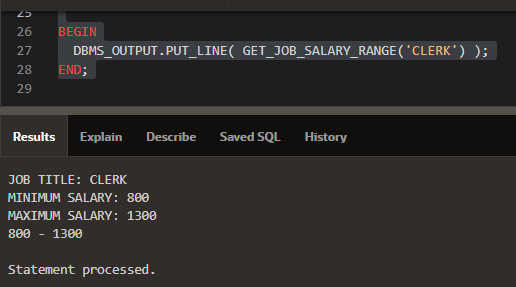 25
26 BEGIN
27 DBMS_OUTPUT.PUT_LINE( GET_JOB_SALARY_RANGE('CLERK') );
28 END;
29
Results Explain Describe Saved SQL History
JOB TITLE: CLERK
MINIMUM SALARY: 800
MAXIMUM SALARY: 1300
800 - 1300
Statement processed.